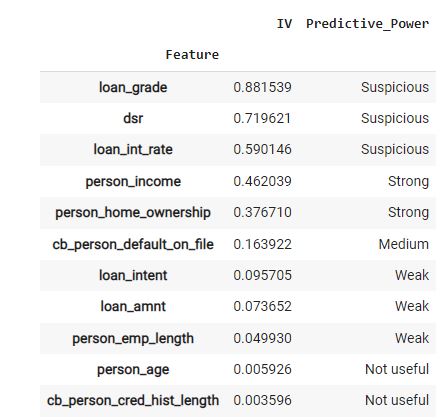 IV Predictive_Power
Feature
loan_grade 0.881539 Suspicious
dsr 0.719621 Suspicious
loan_int_rate 0.590146 Suspicious
person_income 0.462039 Strong
person_home_ownership 0.376710 Strong
cb_person_default_on_file 0.163922 Medium
loan_intent 0.095705 Weak
loan_amnt 0.073652 Weak
person_emp_length 0.049930 Weak
person_age 0.005926 Not useful
cb_person_cred_hist_length 0.003596 Not useful